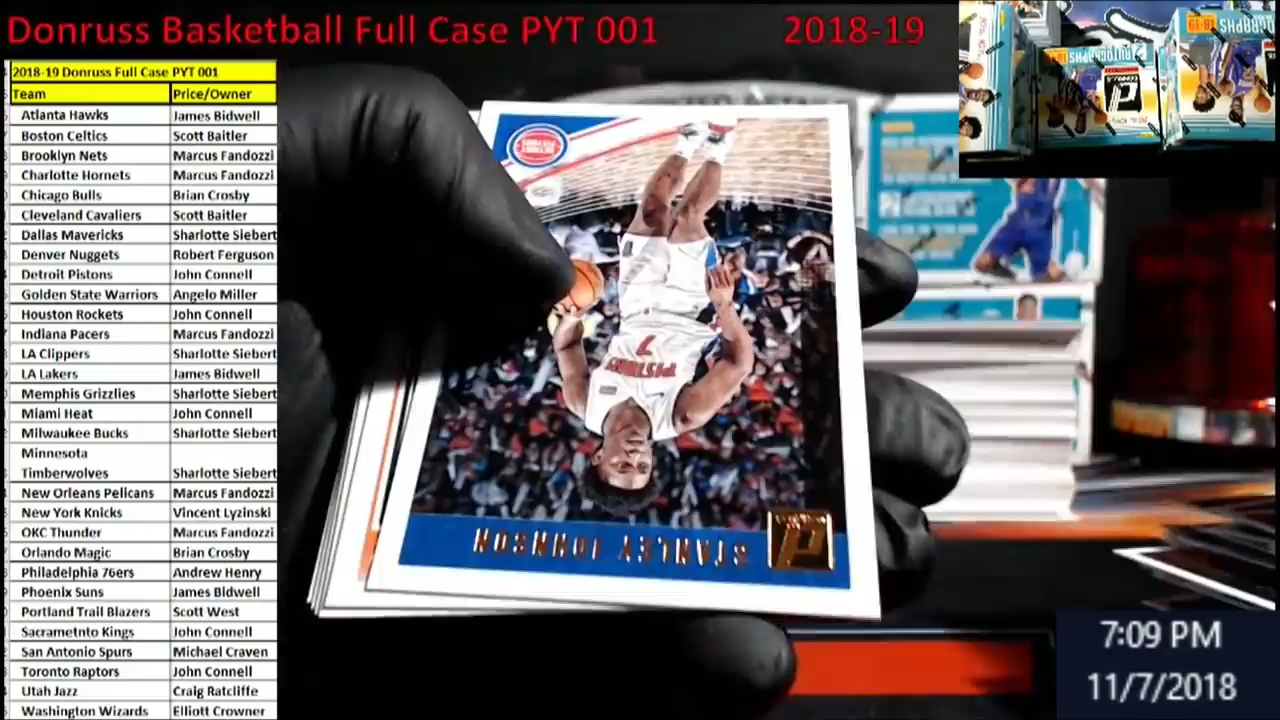 Donruss Basketball Full Case PYT 001 2018-19
2018-19 Donruss Full Case PYT 001
Team Price/Owner
Atlanta Hawks James Bidwell
Boston Celtics Scott Baitler
Brooklyn Nets Marcus Fandozzi
Charlotte Hornets Marcus Fandozzi
Chicago Bulls Brian Crosby
Cleveland Cavaliers Scott Baitler
Dallas Mavericks Sharlotte Siebert
Denver Nuggets Robert Ferguson
Detroit Pistons John Connell
Golden State Warriors Angelo Miller
Houston Rockets John Connell
Indiana Pacers Marcus Fandozzi
LA Clippers Sharlotte Siebert
LA Lakers James Bidwell
Memphis Grizzlies Sharlotte Siebert
Miami Heat John Connell
Milwaukee Bucks Sharlotte Siebert
Minnesota
Timberwolves Sharlotte Siebert
New Orleans Pelicans Marcus Fandozzi
New York Knicks Vincent Lyzinski
OKC Thunder Marcus Fandozzi
Orlando Magic Brian Crosby
Philadelphia 76ers Andrew Henry
Phoenix Suns James Bidwell
Portland Trail Blazers Scott West
Sacrametnto Kings John Connell
San Antonio Spurs Michael Craven
Toronto Raptors John Connell
Utah Jazz Craig Ratcliffe
Washington Wizards Elliott Crowner
PISTONS
PISTONS
7
STANLEY JOHNSON
AUTOGRAPHS
18-19
7:09 PM
11/7/2018